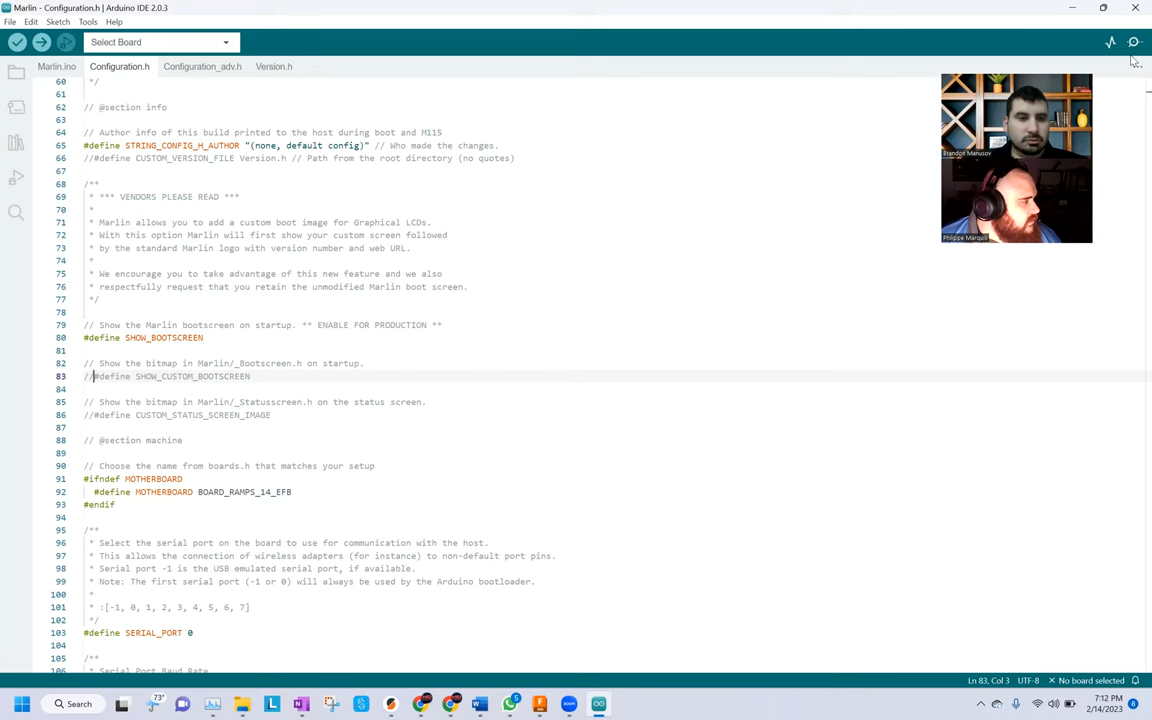 Marlin - Configuration.h | Arduino IDE 2.0.3
File Edit Sketch Tools Help
Select Board
Marlin.ino Configuration.h Configuration_adv.h Version.h
60 */
61
62 // @section info
63
64 // Author info of this build printed to the host during boot and M115
65 #define STRING_CONFIG_H_AUTHOR "(none, default config)" // Who made the changes.
66 //#define CUSTOM_VERSION_FILE Version.h // Path from the root directory (no quotes)
67
68 /**
69 * *** VENDORS PLEASE READ ***
70 *
71 * Marlin allows you to add a custom boot image for Graphical LCDs.
72 * With this option Marlin will first show your custom screen followed
73 * by the standard Marlin logo with version number and web URL.
74 *
75 * We encourage you to take advantage of this new feature and we also
76 * respectfully request that you retain the unmodified Marlin boot screen.
77 */
78
79 // Show the Marlin bootscreen on startup. ** ENABLE FOR PRODUCTION **
80 #define SHOW_BOOTSCREEN
81
82 // Show the bitmap in Marlin/_Bootscreen.h on startup.
83 //#define SHOW_CUSTOM_BOOTSCREEN
84
85 // Show the bitmap in Marlin/_Statusscreen.h on the status screen.
86 //#define CUSTOM_STATUS_SCREEN_IMAGE
87
88 // @section machine
89
90 // Choose the name from boards.h that matches your setup
91 #ifndef MOTHERBOARD
92 #define MOTHERBOARD BOARD_RAMPS_14_EFB
93 #endif
94
95 /**
96 * Select the serial port on the board to use for communication with the host.
97 * This allows the connection of wireless adapters (for instance) to non-default port pins.
98 * Serial port -1 is the USB emulated serial port, if available.
99 * Note: The first serial port (-1 or 0) will always be used by the Arduino bootloader.
100 *
101 * :[-1, 0, 1, 2, 3, 4, 5, 6, 7]
102 */
103 #define SERIAL_PORT 0
104
105 /**
106 * Serial Port Baud Rate
Brandon Manusov
Philippe Marquis
Ln 83, Col 3 UTF-8 No board selected
Search
73°
5
7:12 PM
2/14/2023
8